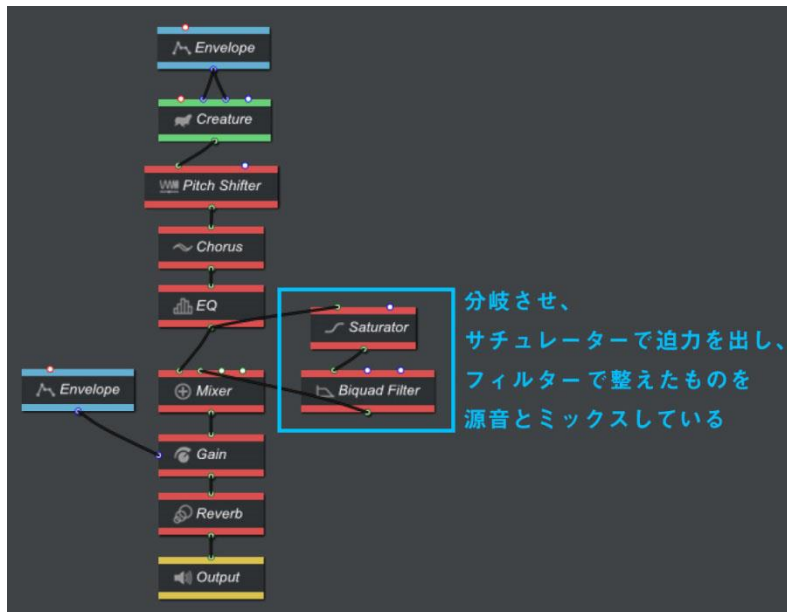 Envelope
Creature
Pitch Shifter
Chorus
EQ
Saturator
Envelope
Mixer
Biquad Filter
Gain
Reverb
Output
分岐させ、
サチュレーターで迫力を出し、
フィルターで整えたものを
源音とミックスしている